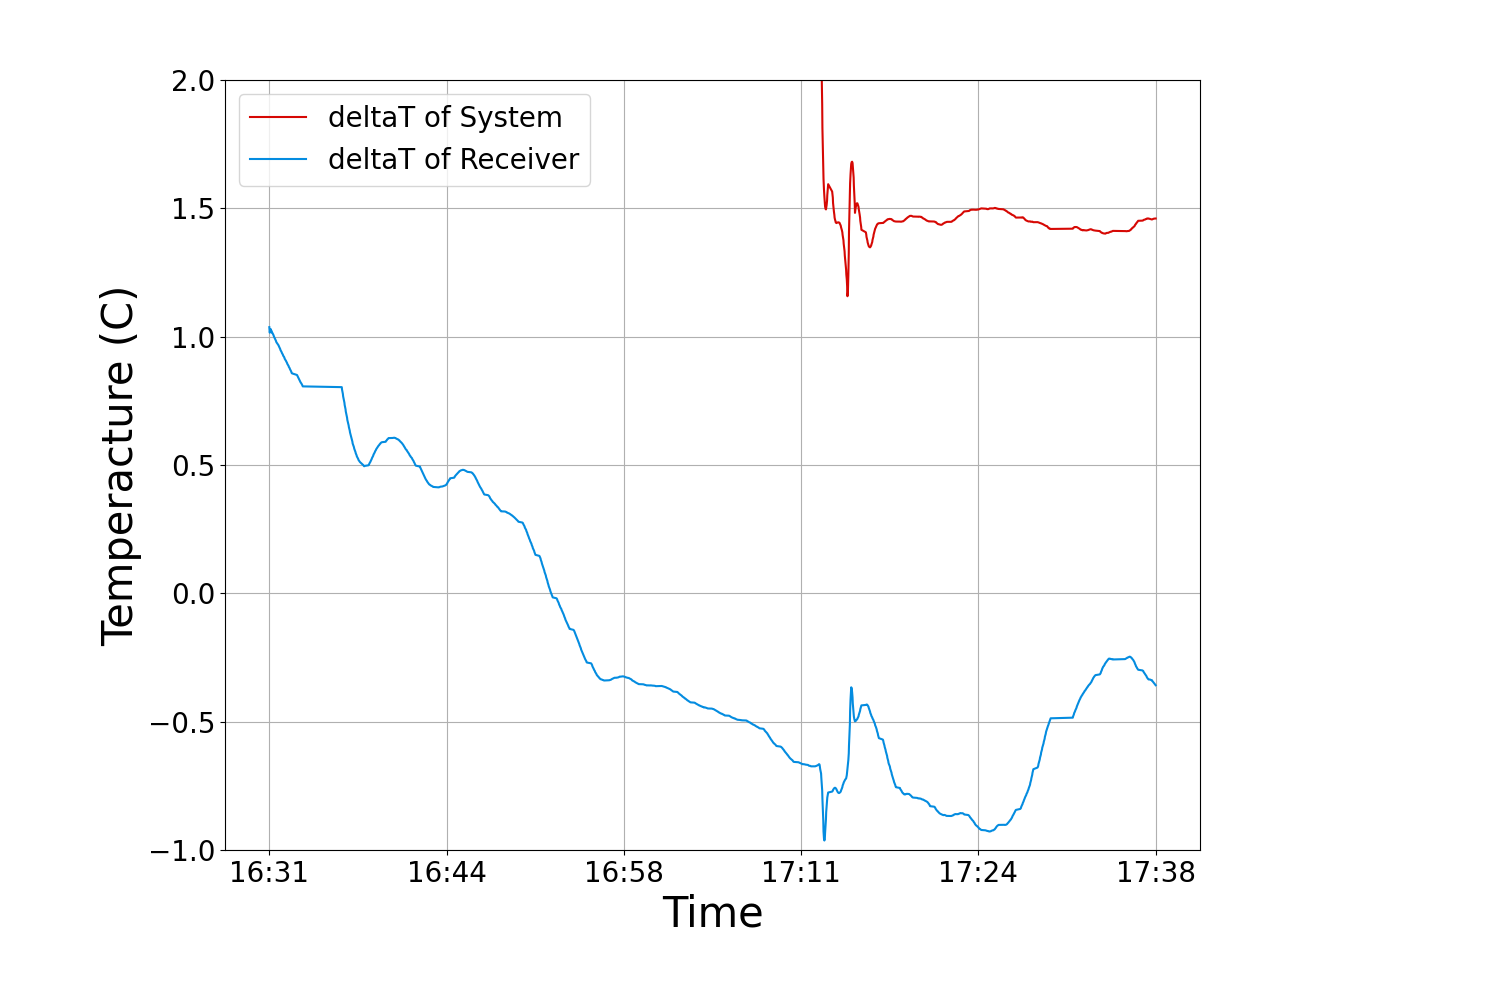 2.0
1.5
1.0
0.5
0.0
−0.5
−1.0
deltaT of System
deltaT of Receiver
Temperacture (C)
16:31 16:44 16:58 17:11 17:24 17:38
Time